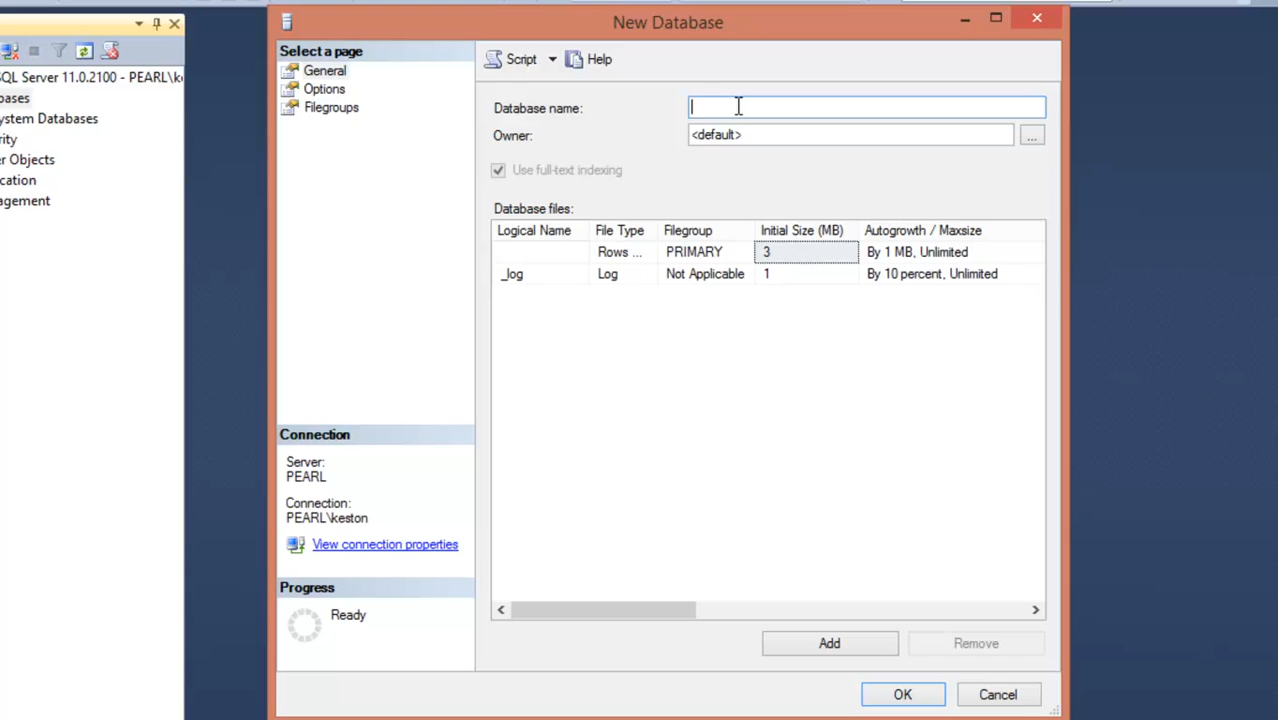 New Database
SQL Server 11.0.2100 - PEARL\k
bases
ystem Databases
rity
er Objects
cation
agement
Select a page
General
Options
Filegroups
Script
Help
Database name:
Owner:
<default>
...
Use full-text indexing
Database files:
Logical Name File Type Filegroup Initial Size (MB) Autogrowth / Maxsize
Rows ... PRIMARY 3 By 1 MB, Unlimited
_log Log Not Applicable 1 By 10 percent, Unlimited
Connection
Server:
PEARL
Connection:
PEARL\keston
View connection properties
Progress
Ready
Add
Remove
OK
Cancel